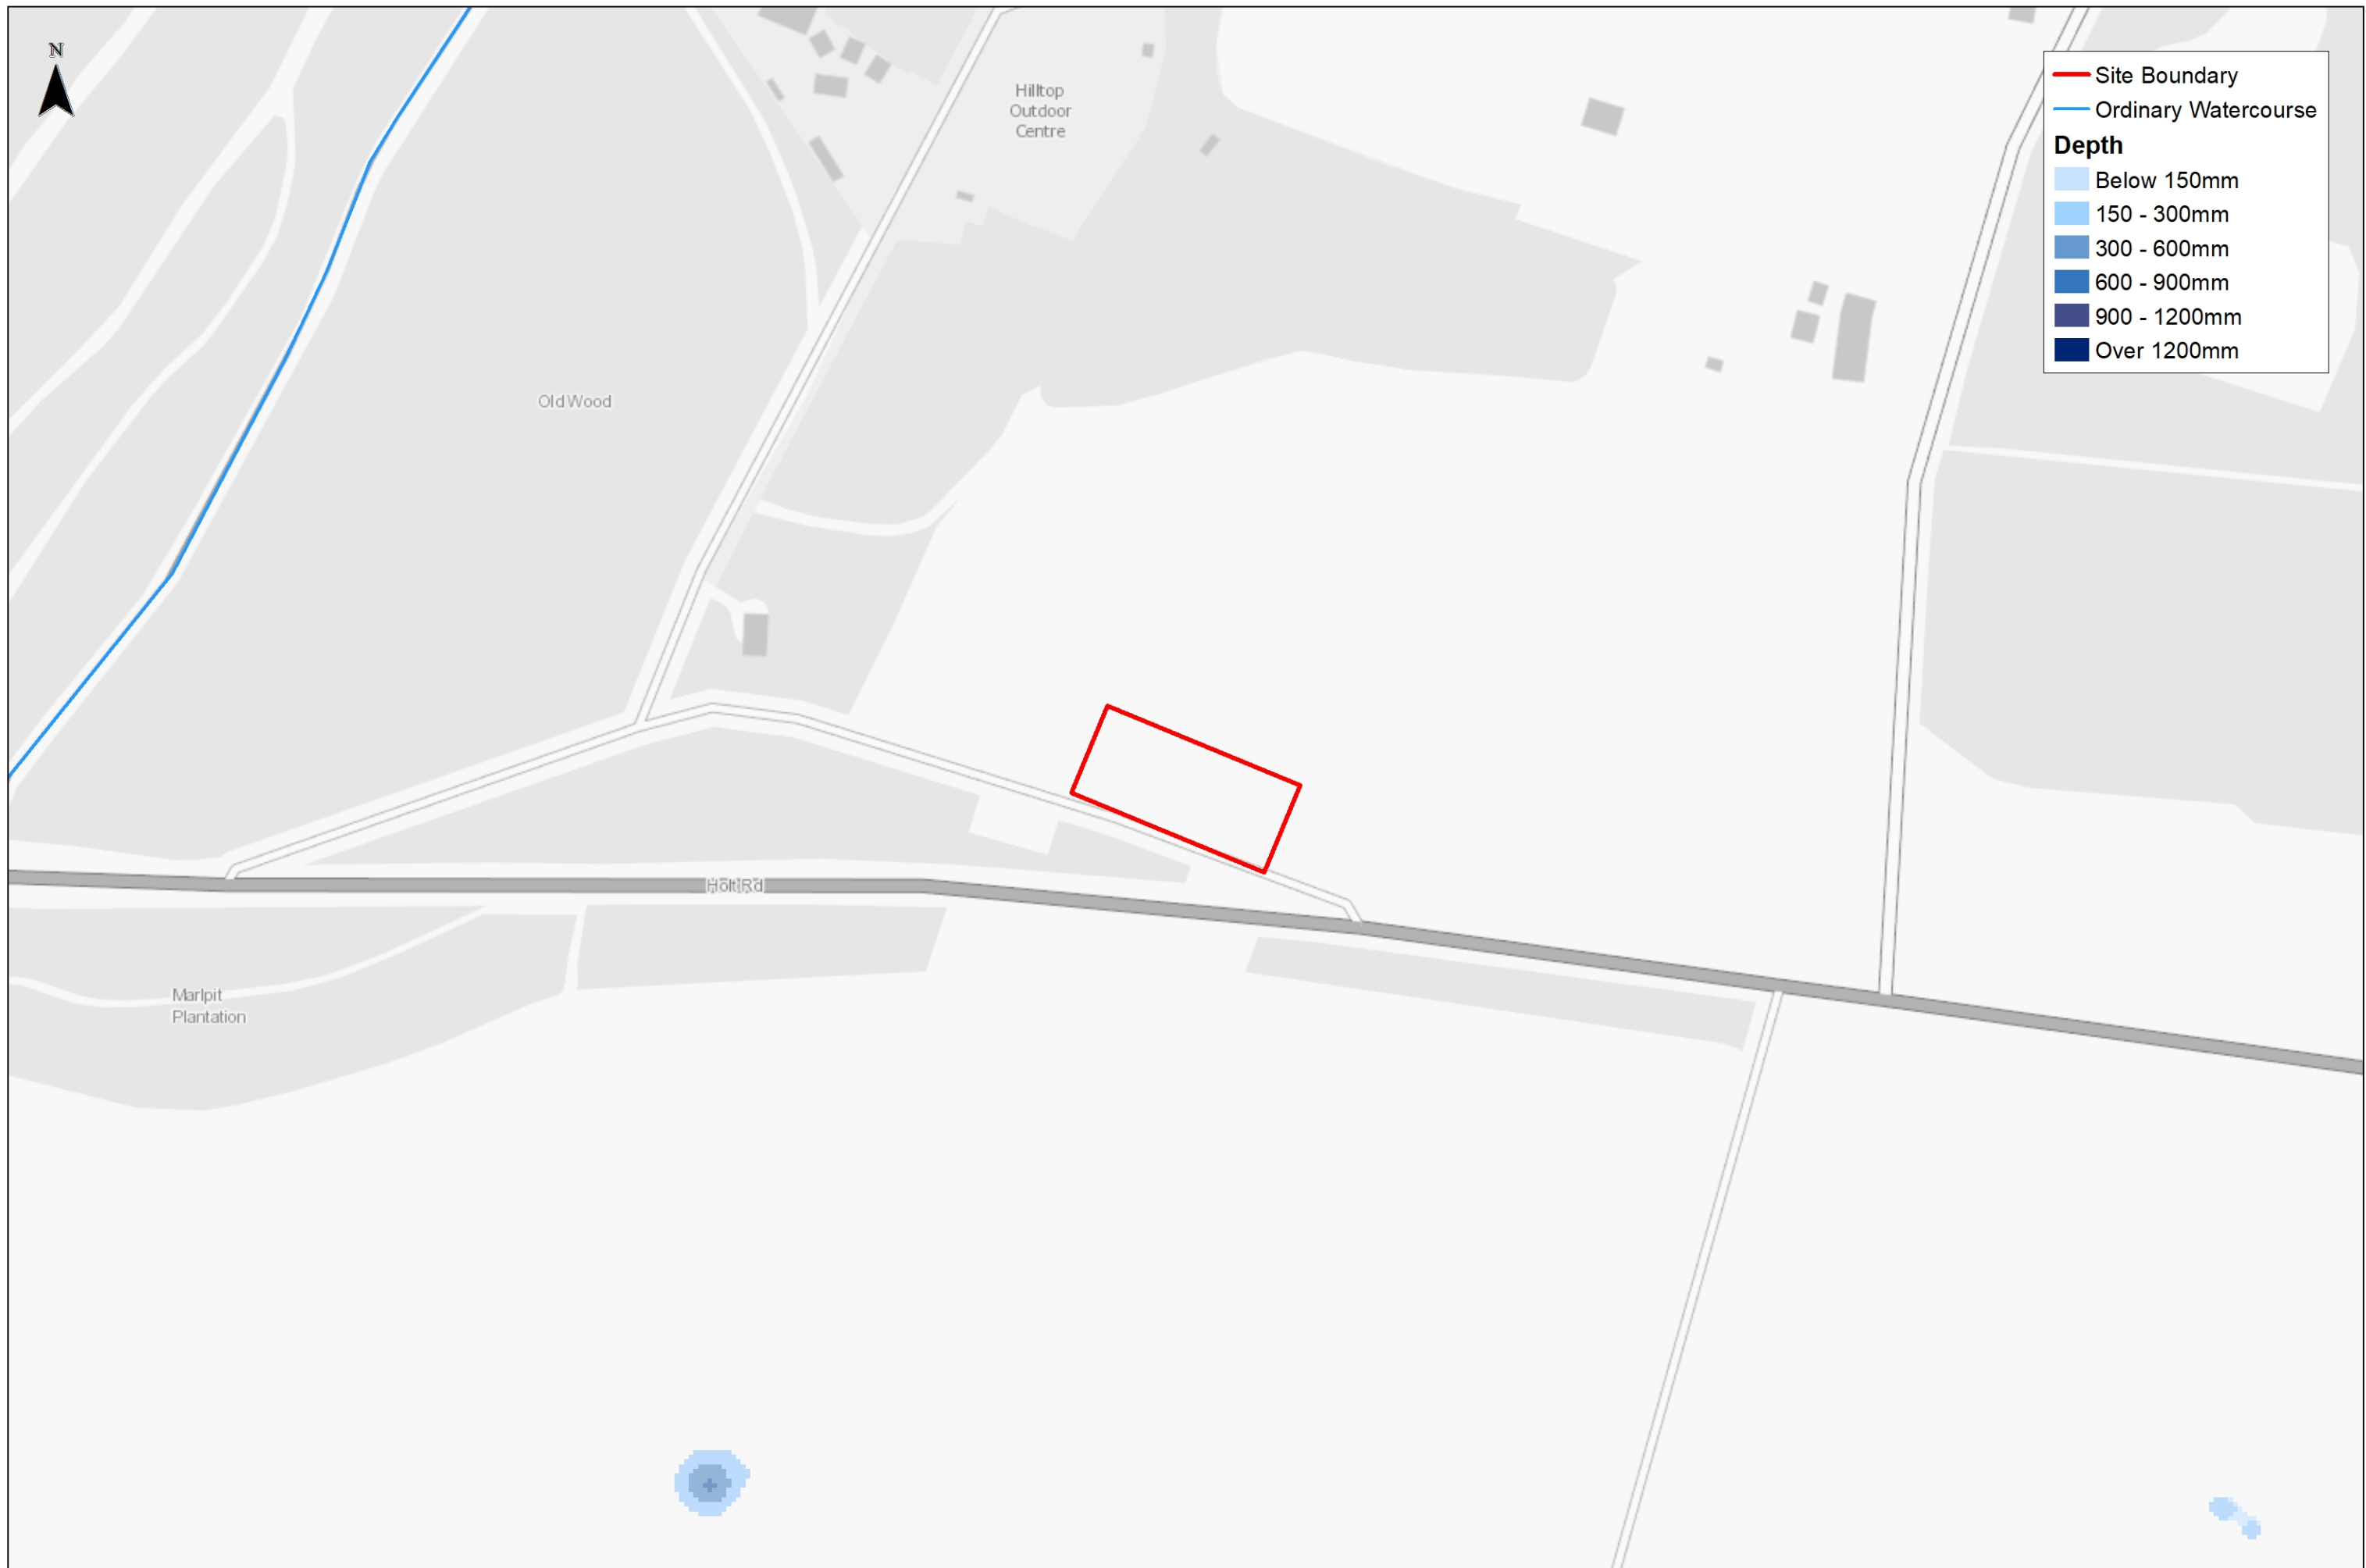 N
Hilltop
Outdoor
Centre
Site Boundary
Ordinary Watercourse
Depth
Below 150mm
150 - 300mm
300 - 600mm
600 - 900mm
900 - 1200mm
Over 1200mm
Old Wood
Holt Rd
Marlpit
Plantation